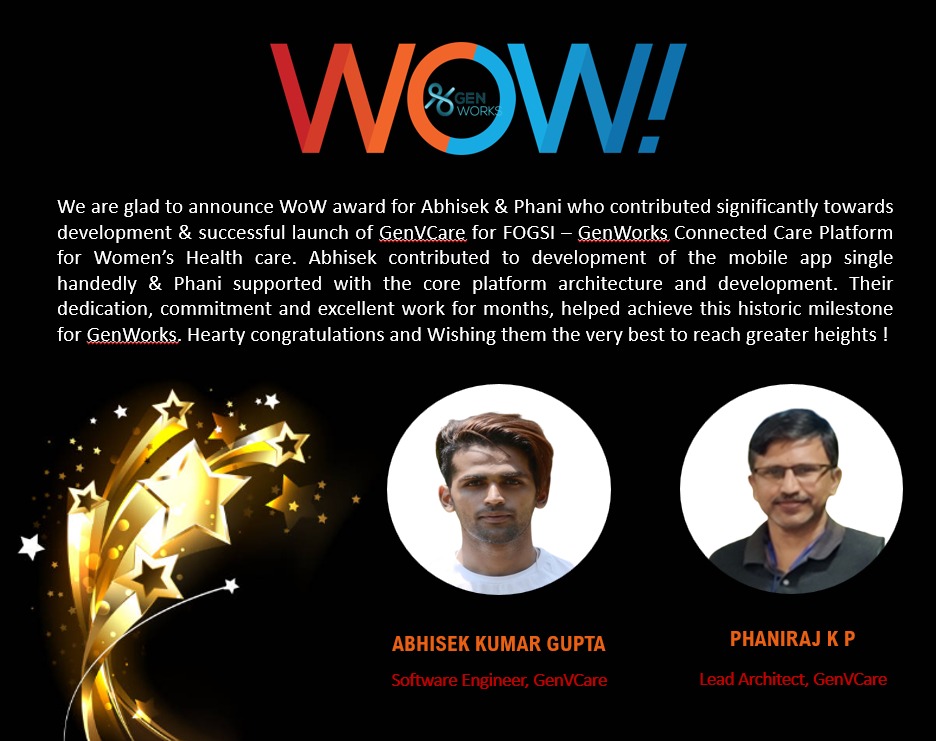 WOW!
GEN
WORKS
We are glad to announce WoW award for Abhisek & Phani who contributed significantly towards
development & successful launch of GenVCare for FOGSI – GenWorks Connected Care Platform
for Women’s Health care. Abhisek contributed to development of the mobile app single
handedly & Phani supported with the core platform architecture and development. Their
dedication, commitment and excellent work for months, helped achieve this historic milestone
for GenWorks. Hearty congratulations and Wishing them the very best to reach greater heights !
ABHISEK KUMAR GUPTA
Software Engineer, GenVCare
PHANIRAJ K P
Lead Architect, GenVCare